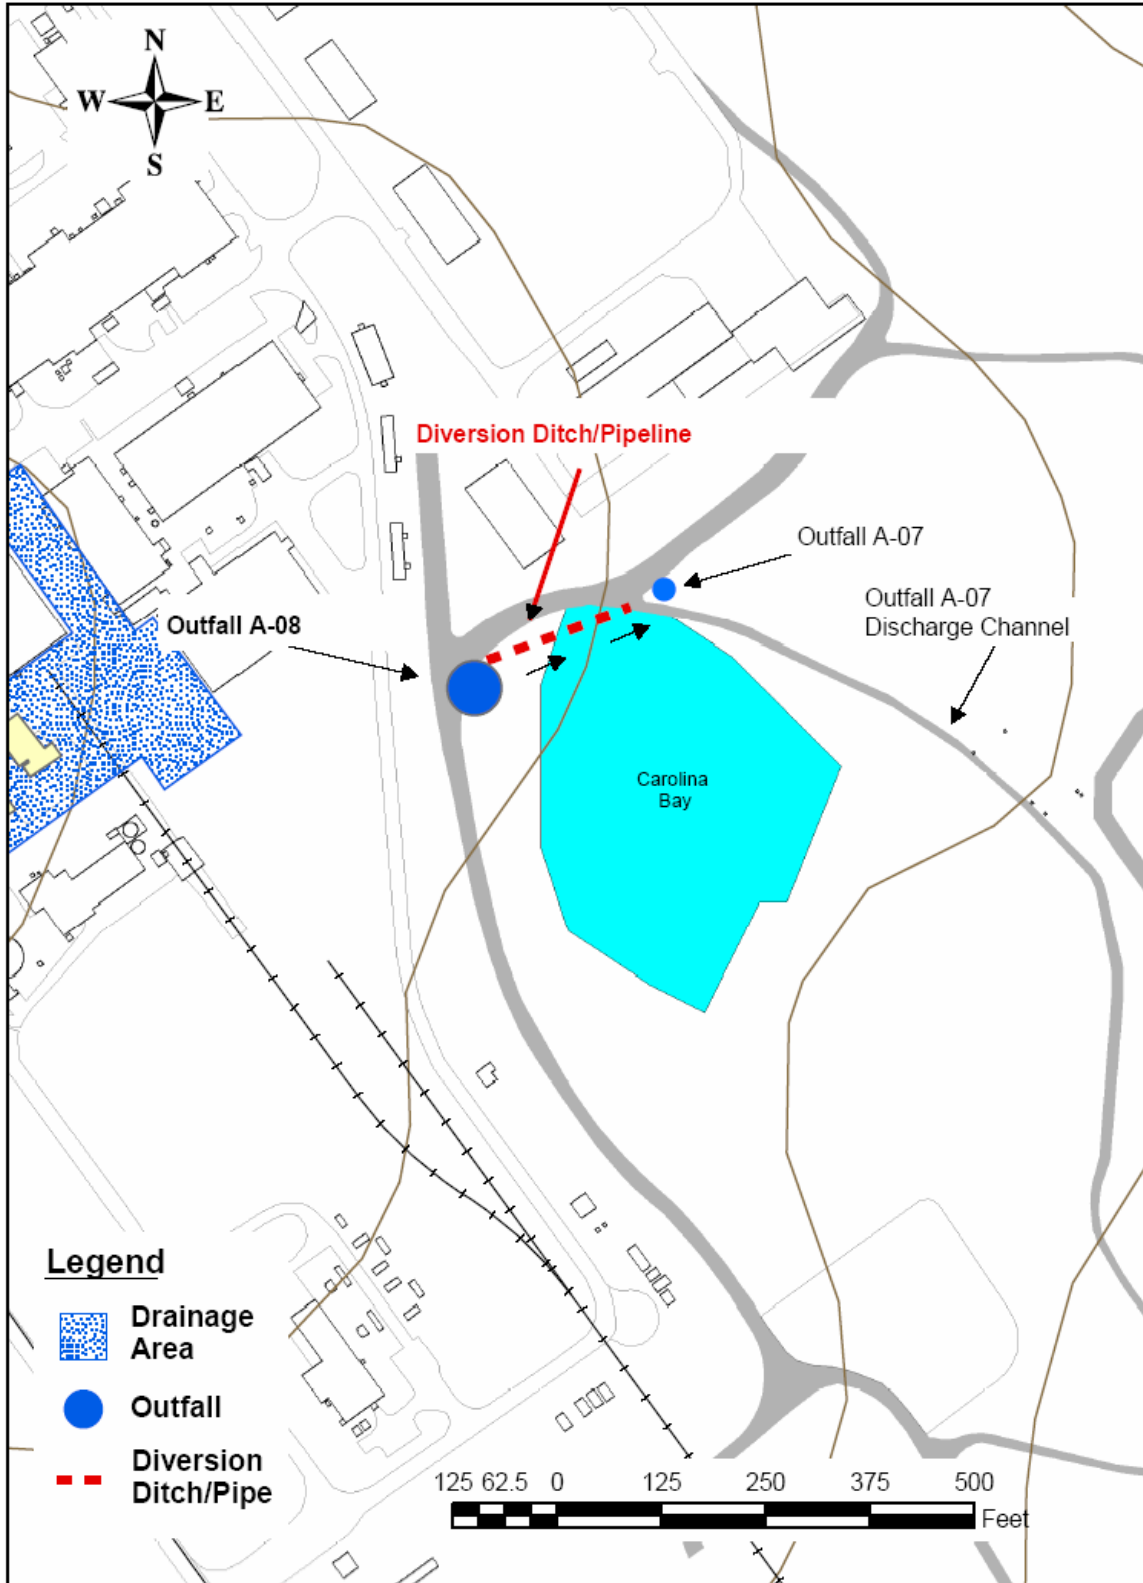 N
W E
S
Diversion Ditch/Pipeline
Outfall A-07
Outfall A-07
Discharge Channel
Outfall A-08
Carolina
Bay
Legend
Drainage
Area
Outfall
Diversion
Ditch/Pipe
125 62.5 0 125 250 375 500
Feet